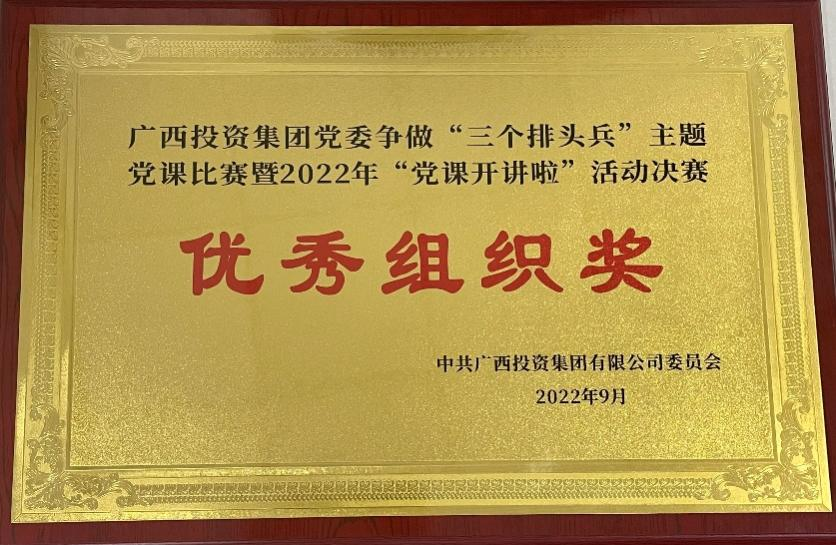 广西投资集团党委争做“三个排头兵”主题
党课比赛暨2022年“党课开讲啦”活动决赛
优秀组织奖
中共广西投资集团有限公司委员会
2022年9月